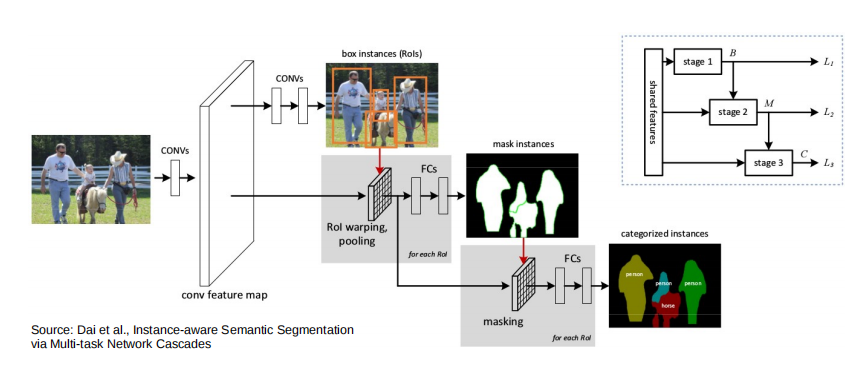 box instances (RoIs)
CONVs
CONVs
conv feature map
RoI warping,
pooling
FCs
for each RoI
mask instances
masking
FCs
for each RoI
categorized instances
person
person
person
horse
shared features
stage 1
B
L1
stage 2
M
L2
stage 3
C
L3
Source: Dai et al., Instance-aware Semantic Segmentation
via Multi-task Network Cascades